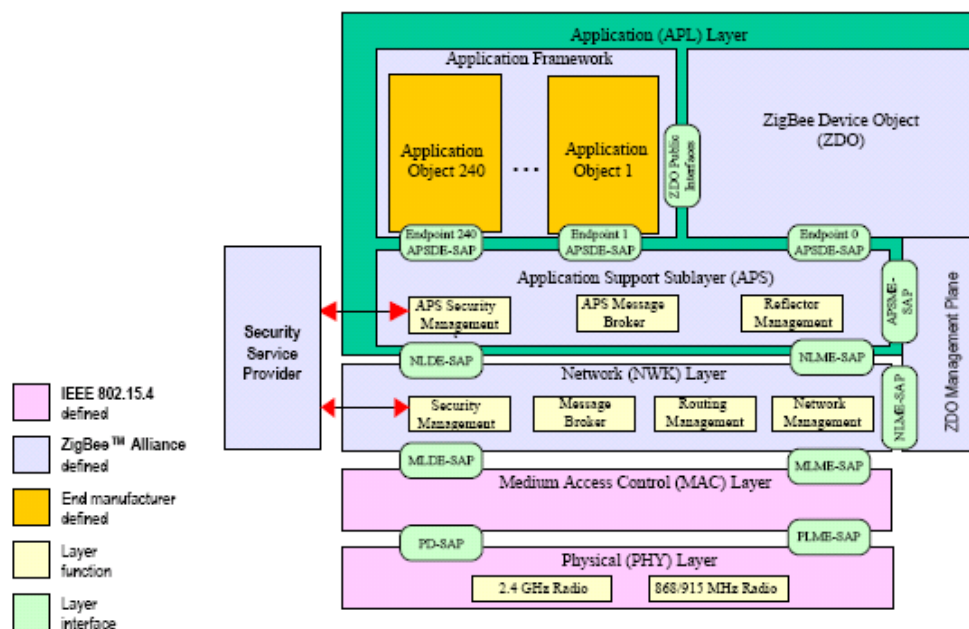 Application (APL) Layer
Application Framework
Application
Object 240
...
Application
Object 1
ZDO Public
Interfaces
ZigBee Device Object
(ZDO)
Endpoint 240
APSDE-SAP
Endpoint 1
APSDE-SAP
Endpoint 0
APSDE-SAP
Application Support Sublayer (APS)
APS Security
Management
APS Message
Broker
Reflector
Management
APSME-
SAP
Security
Service
Provider
NLDE-SAP
NLME-SAP
ZDO Management Plane
Network (NWK) Layer
Security
Management
Message
Broker
Routing
Management
Network
Management
NLME-SAP
MLDE-SAP
MLME-SAP
Medium Access Control (MAC) Layer
PD-SAP
PLME-SAP
Physical (PHY) Layer
2.4 GHz Radio
868/915 MHz Radio
IEEE 802.15.4
defined
ZigBee™ Alliance
defined
End manufacturer
defined
Layer
function
Layer
interface